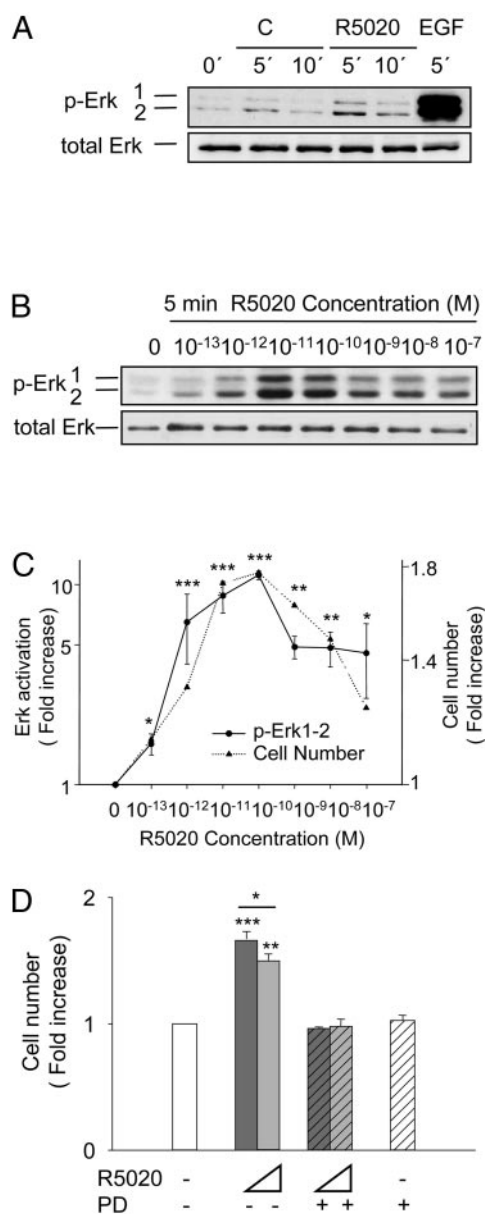 A
C R5020 EGF
0´ 5´ 10´ 5´ 10´ 5´
p-Erk 1
2
total Erk
B
5 min R5020 Concentration (M)
0 10-13 10-12 10-11 10-10 10-9 10-8 10-7
p-Erk 1
2
total Erk
C
Erk activation
( Fold increase)
10
5
1
* *** *** *** ** ** *
p-Erk1-2
Cell Number
1.8
1.4
1
Cell number
( Fold increase)
0 10-13 10-12 10-11 10-10 10-9 10-8 10-7
R5020 Concentration (M)
D
Cell number
( Fold increase)
2
1
0
*
*** **
R5020 - -
PD - - - + + +